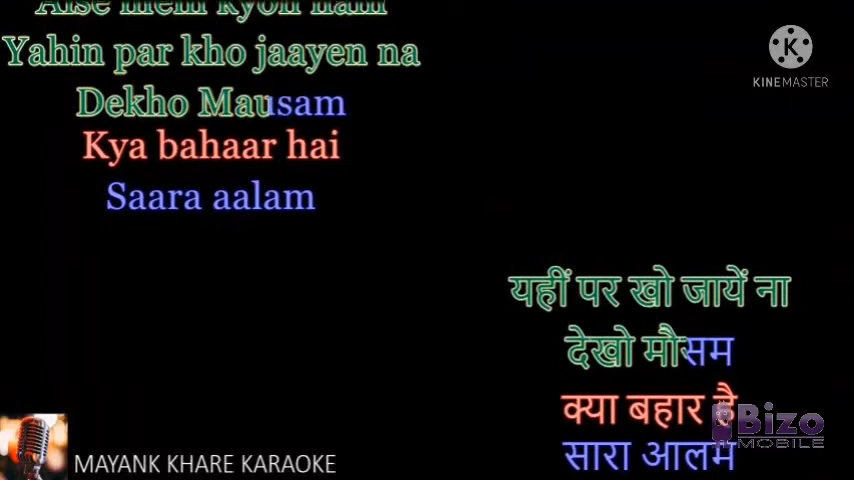 Aise mein kyon ham
Yahin par kho jaayen na
Dekho Mausam
Kya bahaar hai
Saara aalam
K
KINEMASTER
यहीं पर खो जायें ना
देखो मौसम
क्या बहार है
सारा आलम
Bizo
MOBILE
MAYANK KHARE KARAOKE